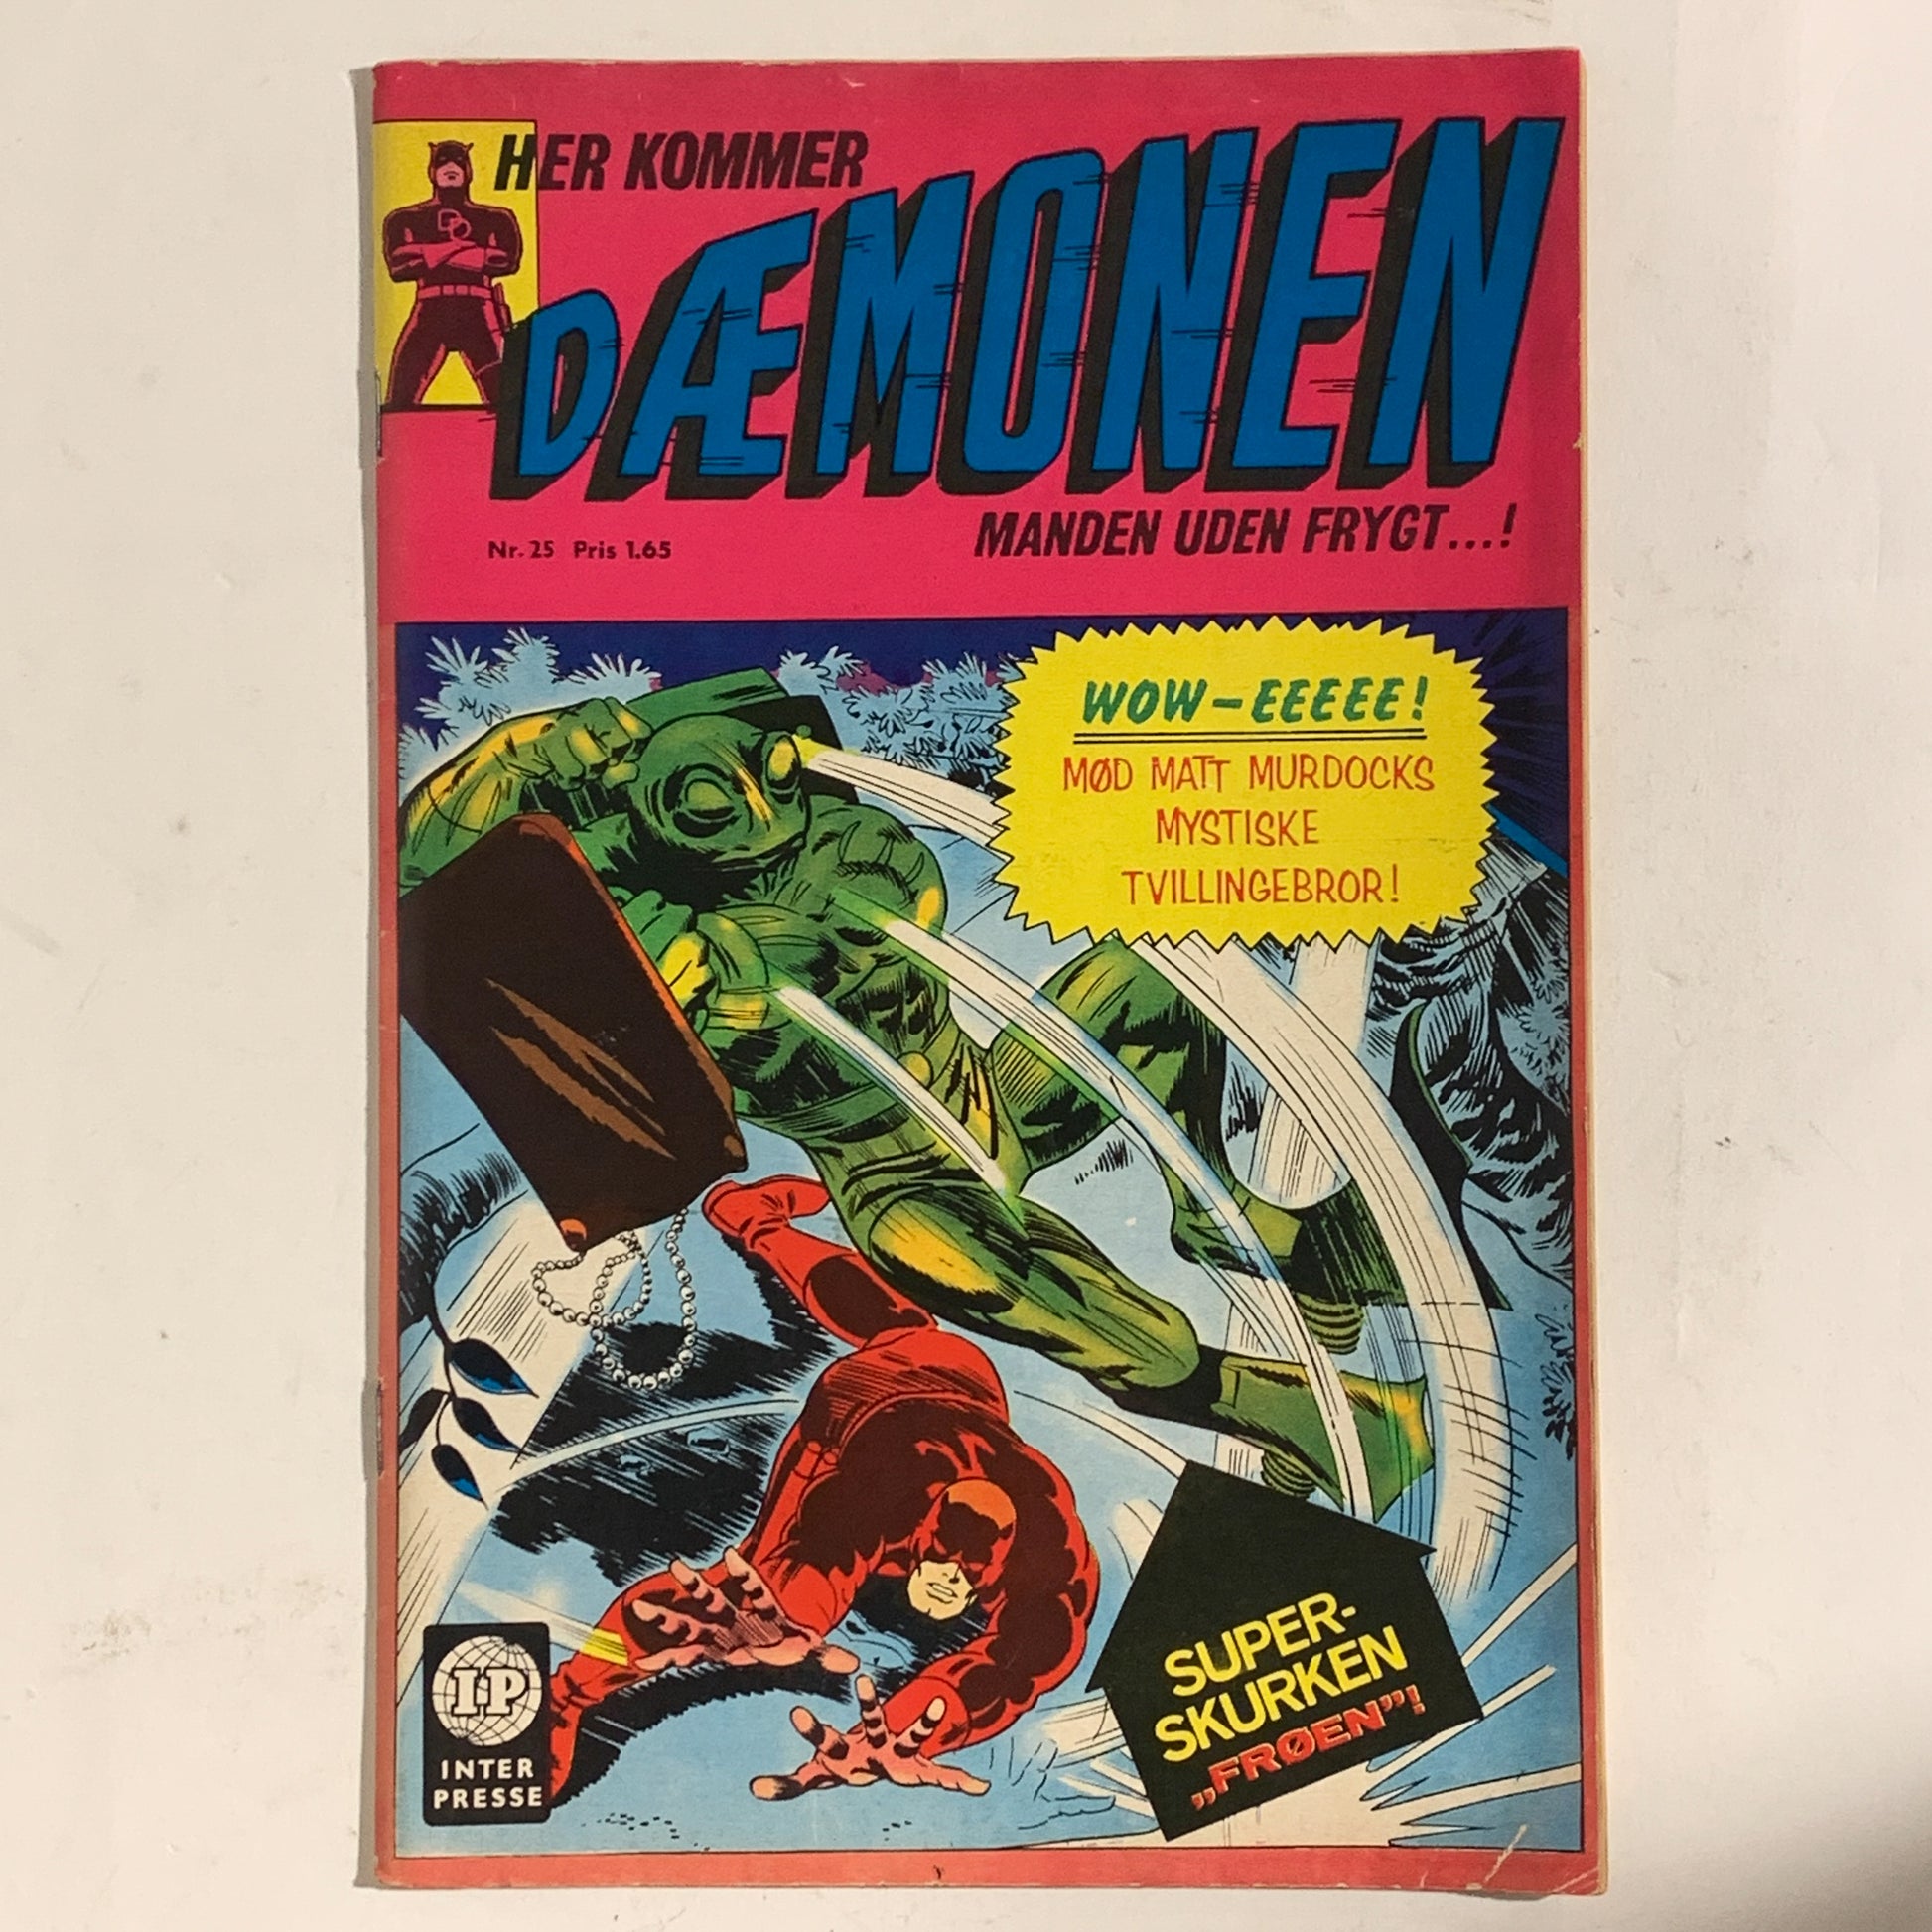 HER KOMMER
DÆMONEN
MANDEN UDEN FRYGT...!
Nr. 25 Pris 1.65
DD
WOW-EEEEE!
MØD MATT MURDOCKS
MYSTISKE
TVILLINGEBROR!
SUPER-
SKURKEN
„FRØEN”!
IP
INTER
PRESSE